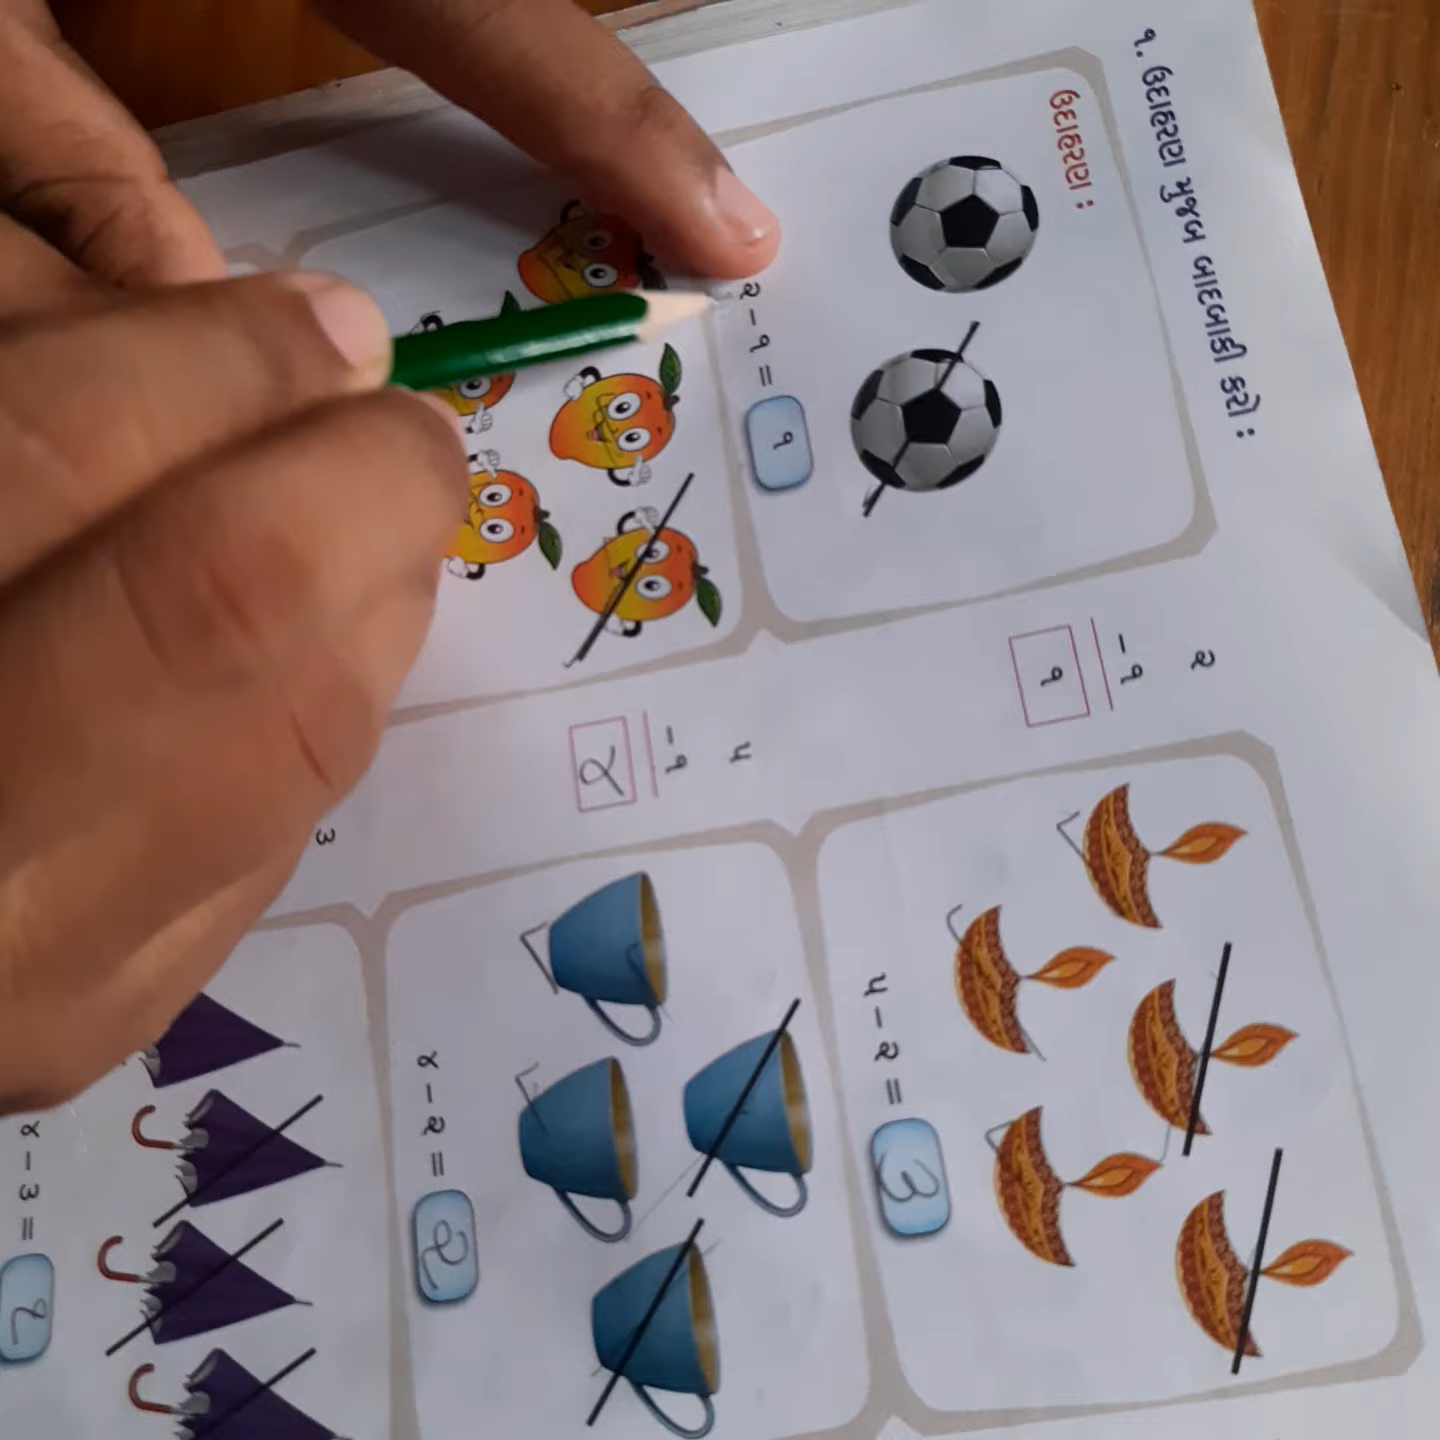 ૧. ઉદાહરણ મુજબ બાદબાકી કરો :
ઉદાહરણ :
૨ - ૧ = ૧
૨
- ૧
૧
૫ - ૨ = 3
૫
- ૧
૪
૪ - ૨ = ૨
૩
૪ - ૩ =